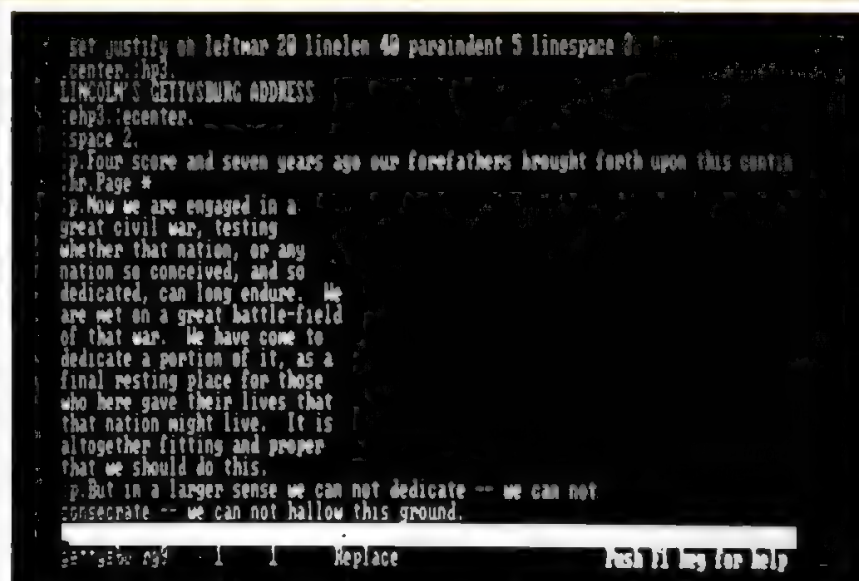 :set justify on leftmar 20 linelen 40 paraindent 5 linespace
:center.:hp3.
LINCOLN'S GETTYSBURG ADDRESS
:ehp3.:ecenter.
:space 2.
:p.Four score and seven years ago our forefathers brought forth upon this contin
:hr.Page *
:p.Now we are engaged in a
great civil war, testing
whether that nation, or any
nation so conceived, and so
dedicated, can long endure. We
are met on a great battle-field
of that war. We have come to
dedicate a portion of it, as a
final resting place for those
who here gave their lives that
that nation might live. It is
altogether fitting and proper
that we should do this.
:p.But in a larger sense we can not dedicate -- we can not
consecrate -- we can not hallow this ground.
1 1 Replace Push F1 key for help